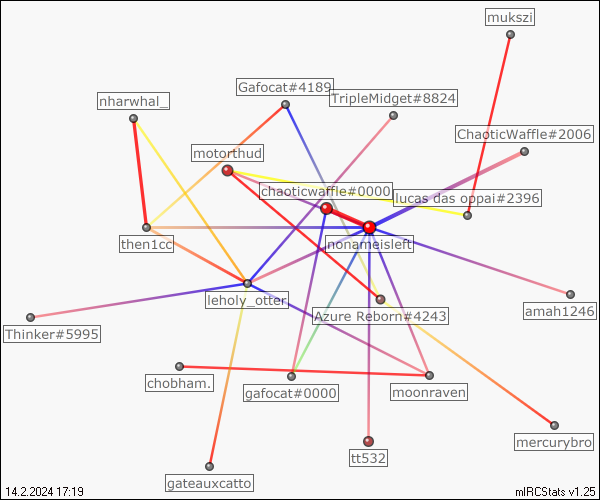 mukszi
Gafocat#4189
nharwhal_
TripleMidget#8824
ChaoticWaffle#2006
motorthud
chaoticwaffle#0000
lucas das oppai#2396
then1cc
nonameisleft
leholy_otter
amah1246
Azure Reborn#4243
Thinker#5995
chobham.
gafocat#0000
moonraven
mercurybro
tt532
gateauxcatto
14.2.2024 17:19
mIRCStats v1.25